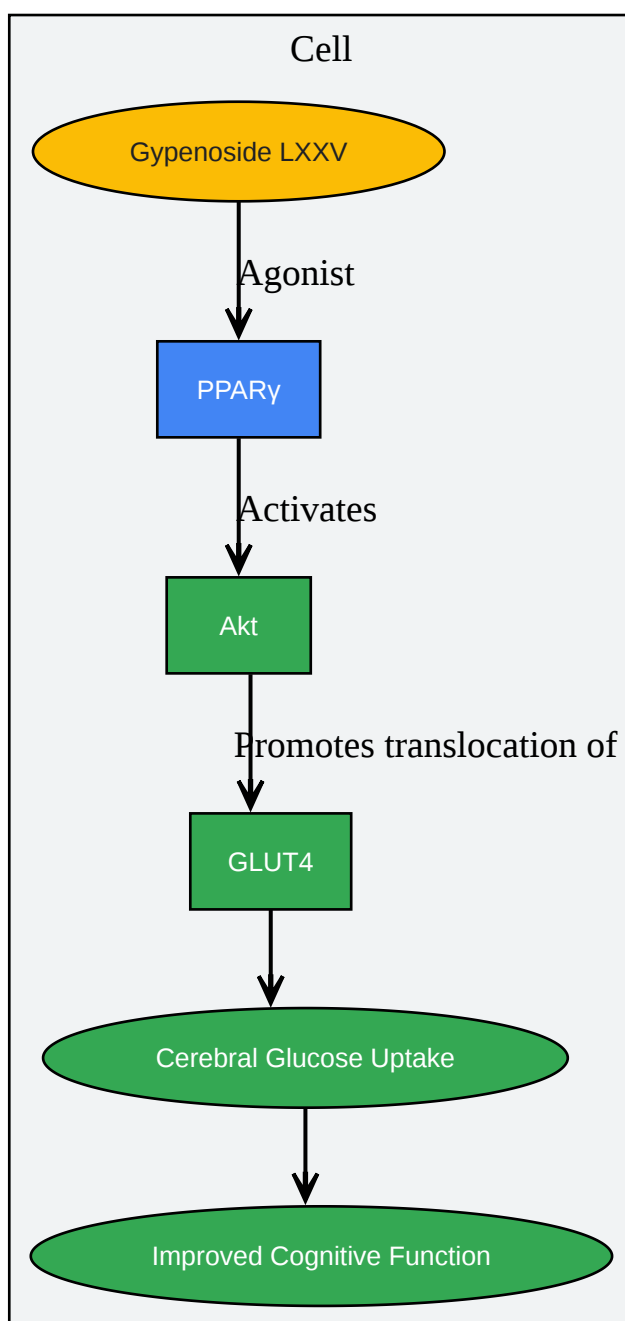 Cell
Gypenoside LXXV
Agonist
PPARγ
Activates
Akt
Promotes translocation of
GLUT4
Cerebral Glucose Uptake
Improved Cognitive Function